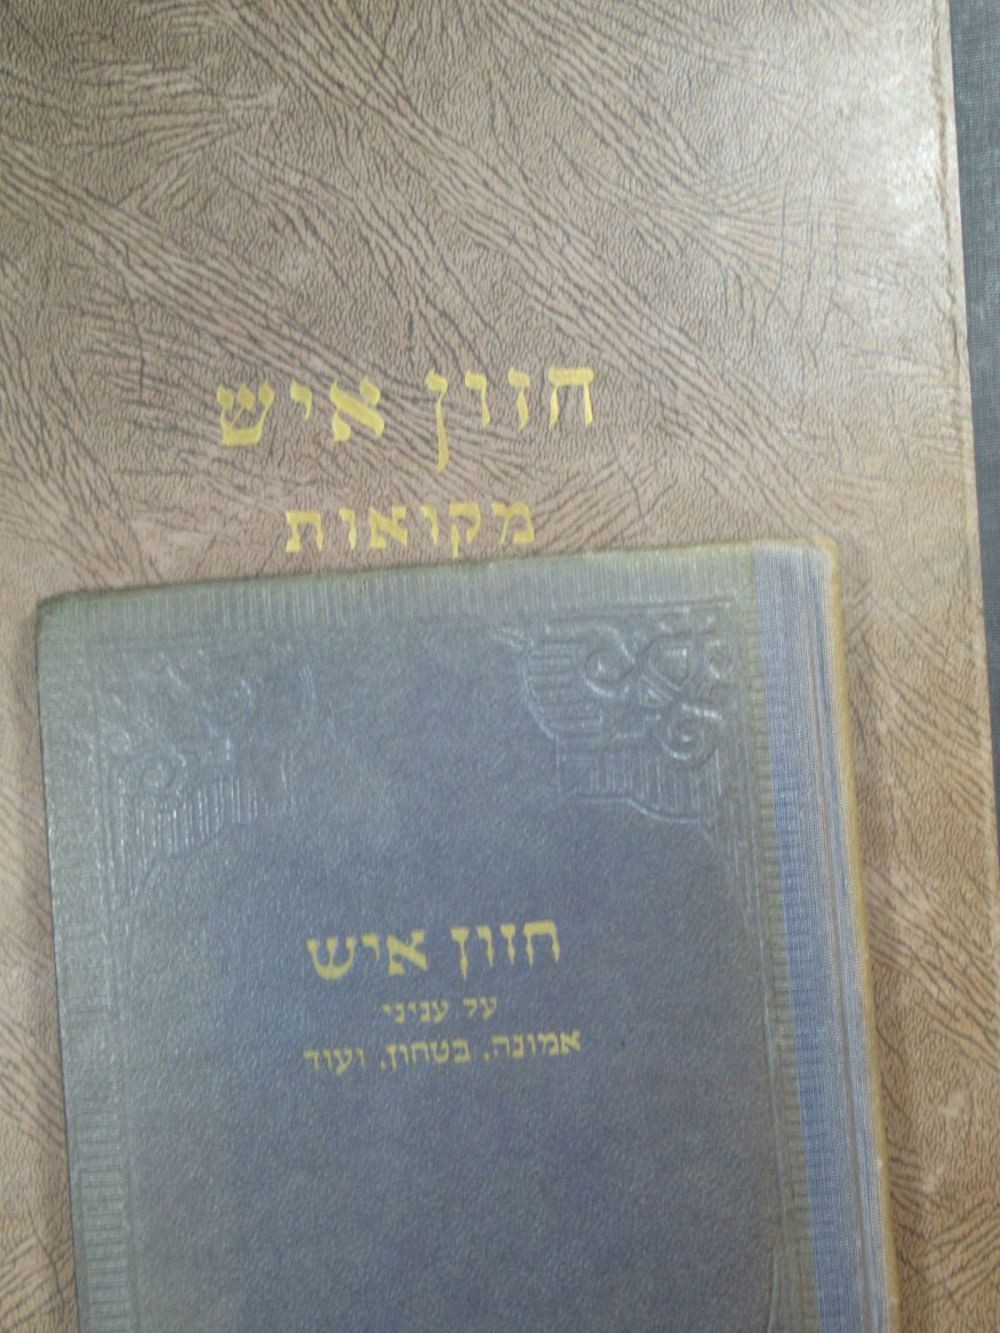 חזון איש
מקואות
חזון איש
על עניני
אמונה, בטחון, ועוד